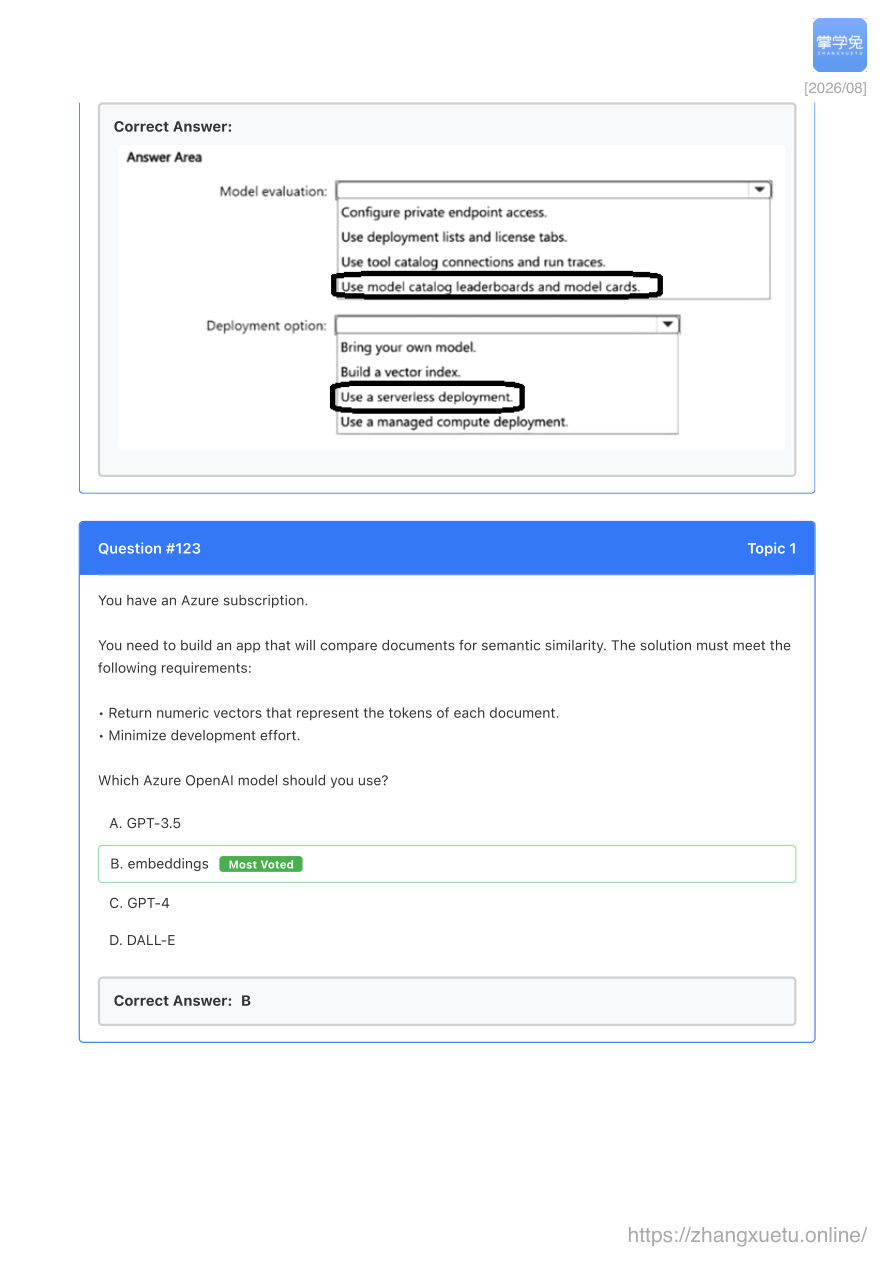 掌学兔
ZHANGXUETU
[2026/08]
Correct Answer:
Answer Area
Model evaluation:
Configure private endpoint access.
Use deployment lists and license tabs.
Use tool catalog connections and run traces.
Use model catalog leaderboards and model cards.
Deployment option:
Bring your own model.
Build a vector index.
Use a serverless deployment.
Use a managed compute deployment.
Question #123 Topic 1
You have an Azure subscription.
You need to build an app that will compare documents for semantic similarity. The solution must meet the
following requirements:
• Return numeric vectors that represent the tokens of each document.
• Minimize development effort.
Which Azure OpenAI model should you use?
A. GPT-3.5
B. embeddings Most Voted
C. GPT-4
D. DALL-E
Correct Answer: B
https://zhangxuetu.online/